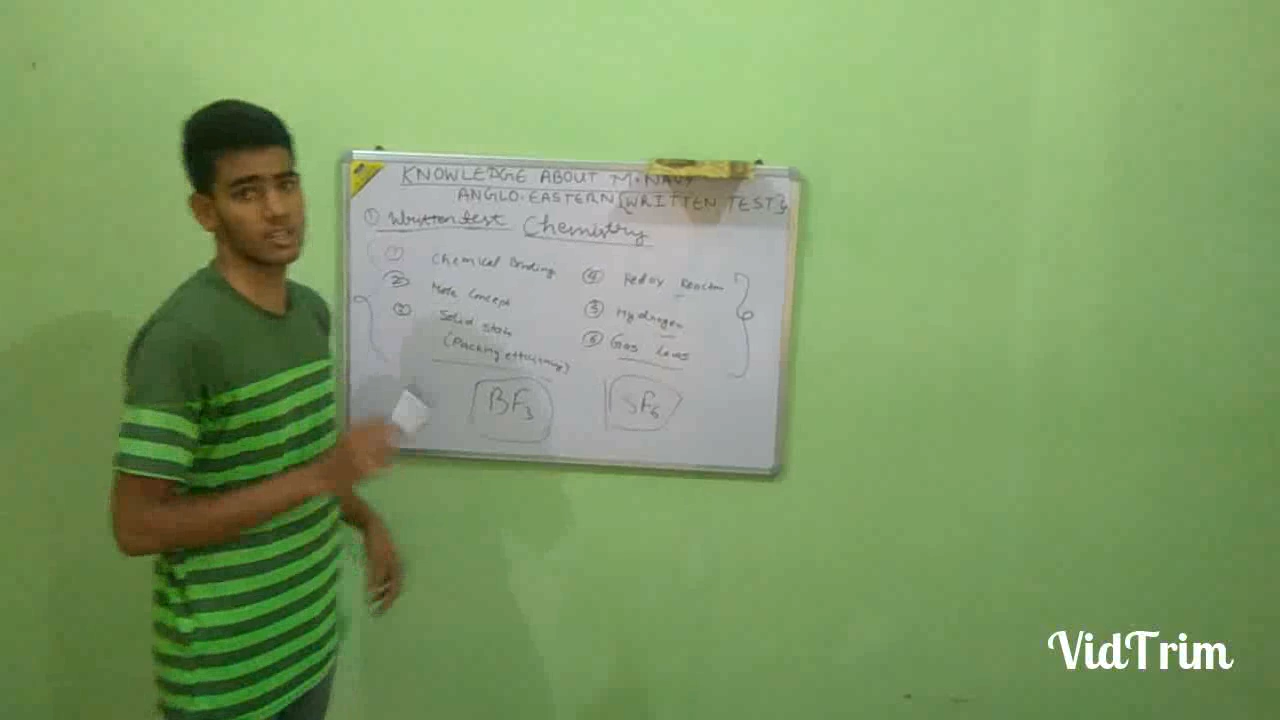 KNOWLEDGE ABOUT M.NAVY
ANGLO-EASTERN [WRITTEN TEST]
① Written test Chemistry
① Chemical Bonding
② Mole Concept
③ Solid State
(Packing efficiency)
④ Redox Reaction
⑤ Hydrogen
⑥ Gas Laws
BF3
SF6
VidTrim